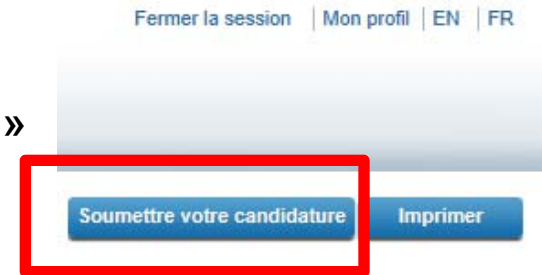 Fermer la session | Mon profil | EN | FR
»
Soumettre votre candidature Imprimer